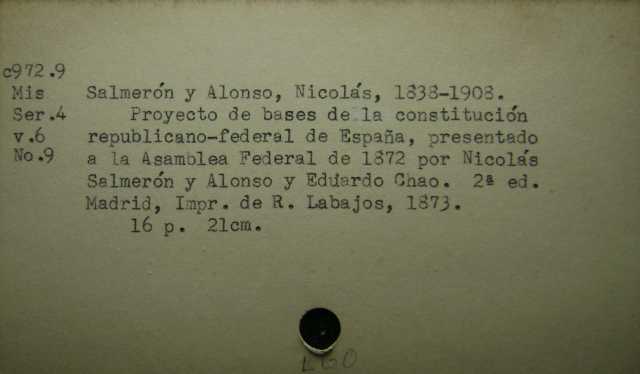 c972.9
Mis Salmerón y Alonso, Nicolás, 1838-1908.
Ser.4 Proyecto de bases de la constitución
v.6 republicano-federal de España, presentado
No.9 a la Asamblea Federal de 1872 por Nicolás
Salmerón y Alonso y Eduardo Chao. 2ª ed.
Madrid, Impr. de R. Labajos, 1873.
16 p. 21cm.
LGO